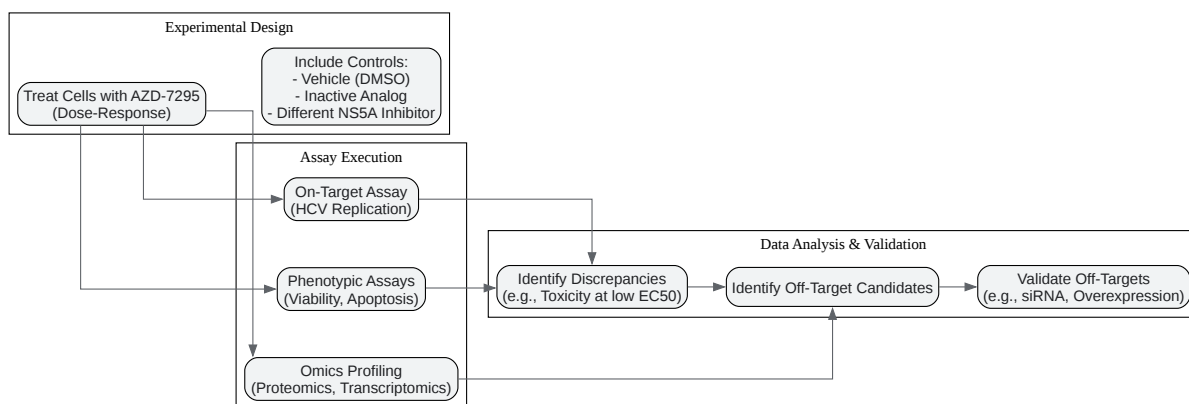 Experimental Design
Include Controls:
- Vehicle (DMSO)
- Inactive Analog
- Different NS5A Inhibitor
Treat Cells with AZD-7295
(Dose-Response)
Assay Execution
On-Target Assay
(HCV Replication)
Phenotypic Assays
(Viability, Apoptosis)
Omics Profiling
(Proteomics, Transcriptomics)
Data Analysis & Validation
Identify Discrepancies
(e.g., Toxicity at low EC50)
Identify Off-Target Candidates
Validate Off-Targets
(e.g., siRNA, Overexpression)